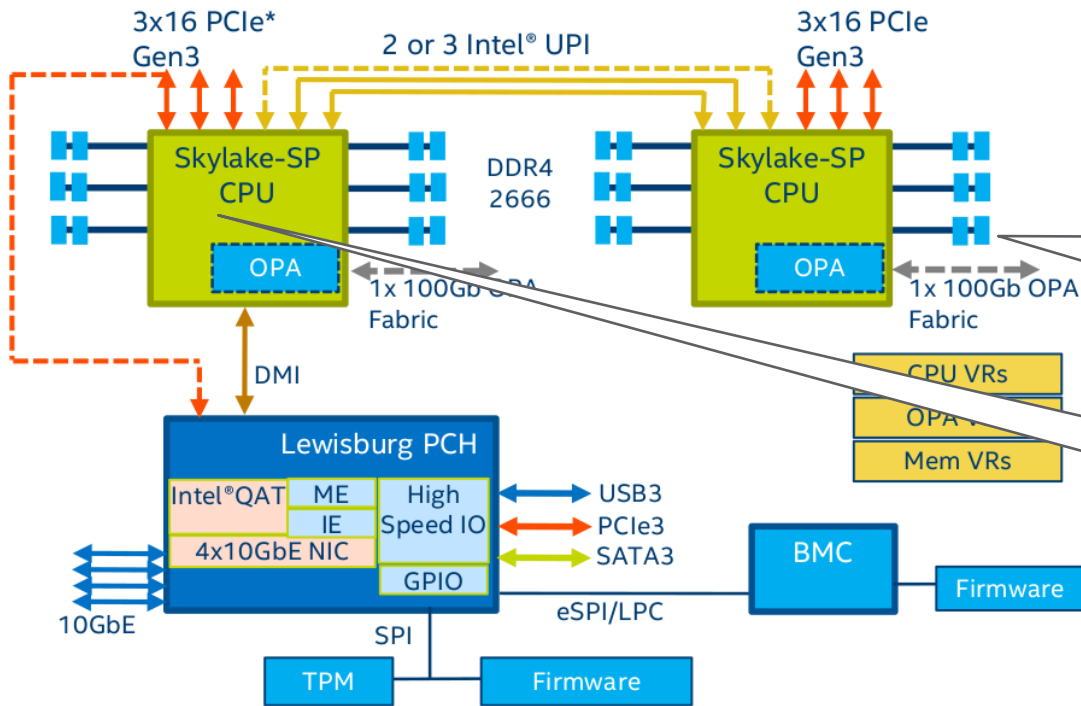 3x16 PCIe*
Gen3
2 or 3 Intel® UPI
3x16 PCIe
Gen3
Skylake-SP
CPU
DDR4
2666
Skylake-SP
CPU
OPA
OPA
1x 100Gb OPA
Fabric
1x 100Gb OPA
Fabric
DMI
CPU VRs
OPA
Mem VRs
Lewisburg PCH
Intel®QAT
ME
IE
High
Speed IO
4x10GbE NIC
GPIO
USB3
PCIe3
SATA3
BMC
Firmware
10GbE
eSPI/LPC
SPI
TPM
Firmware